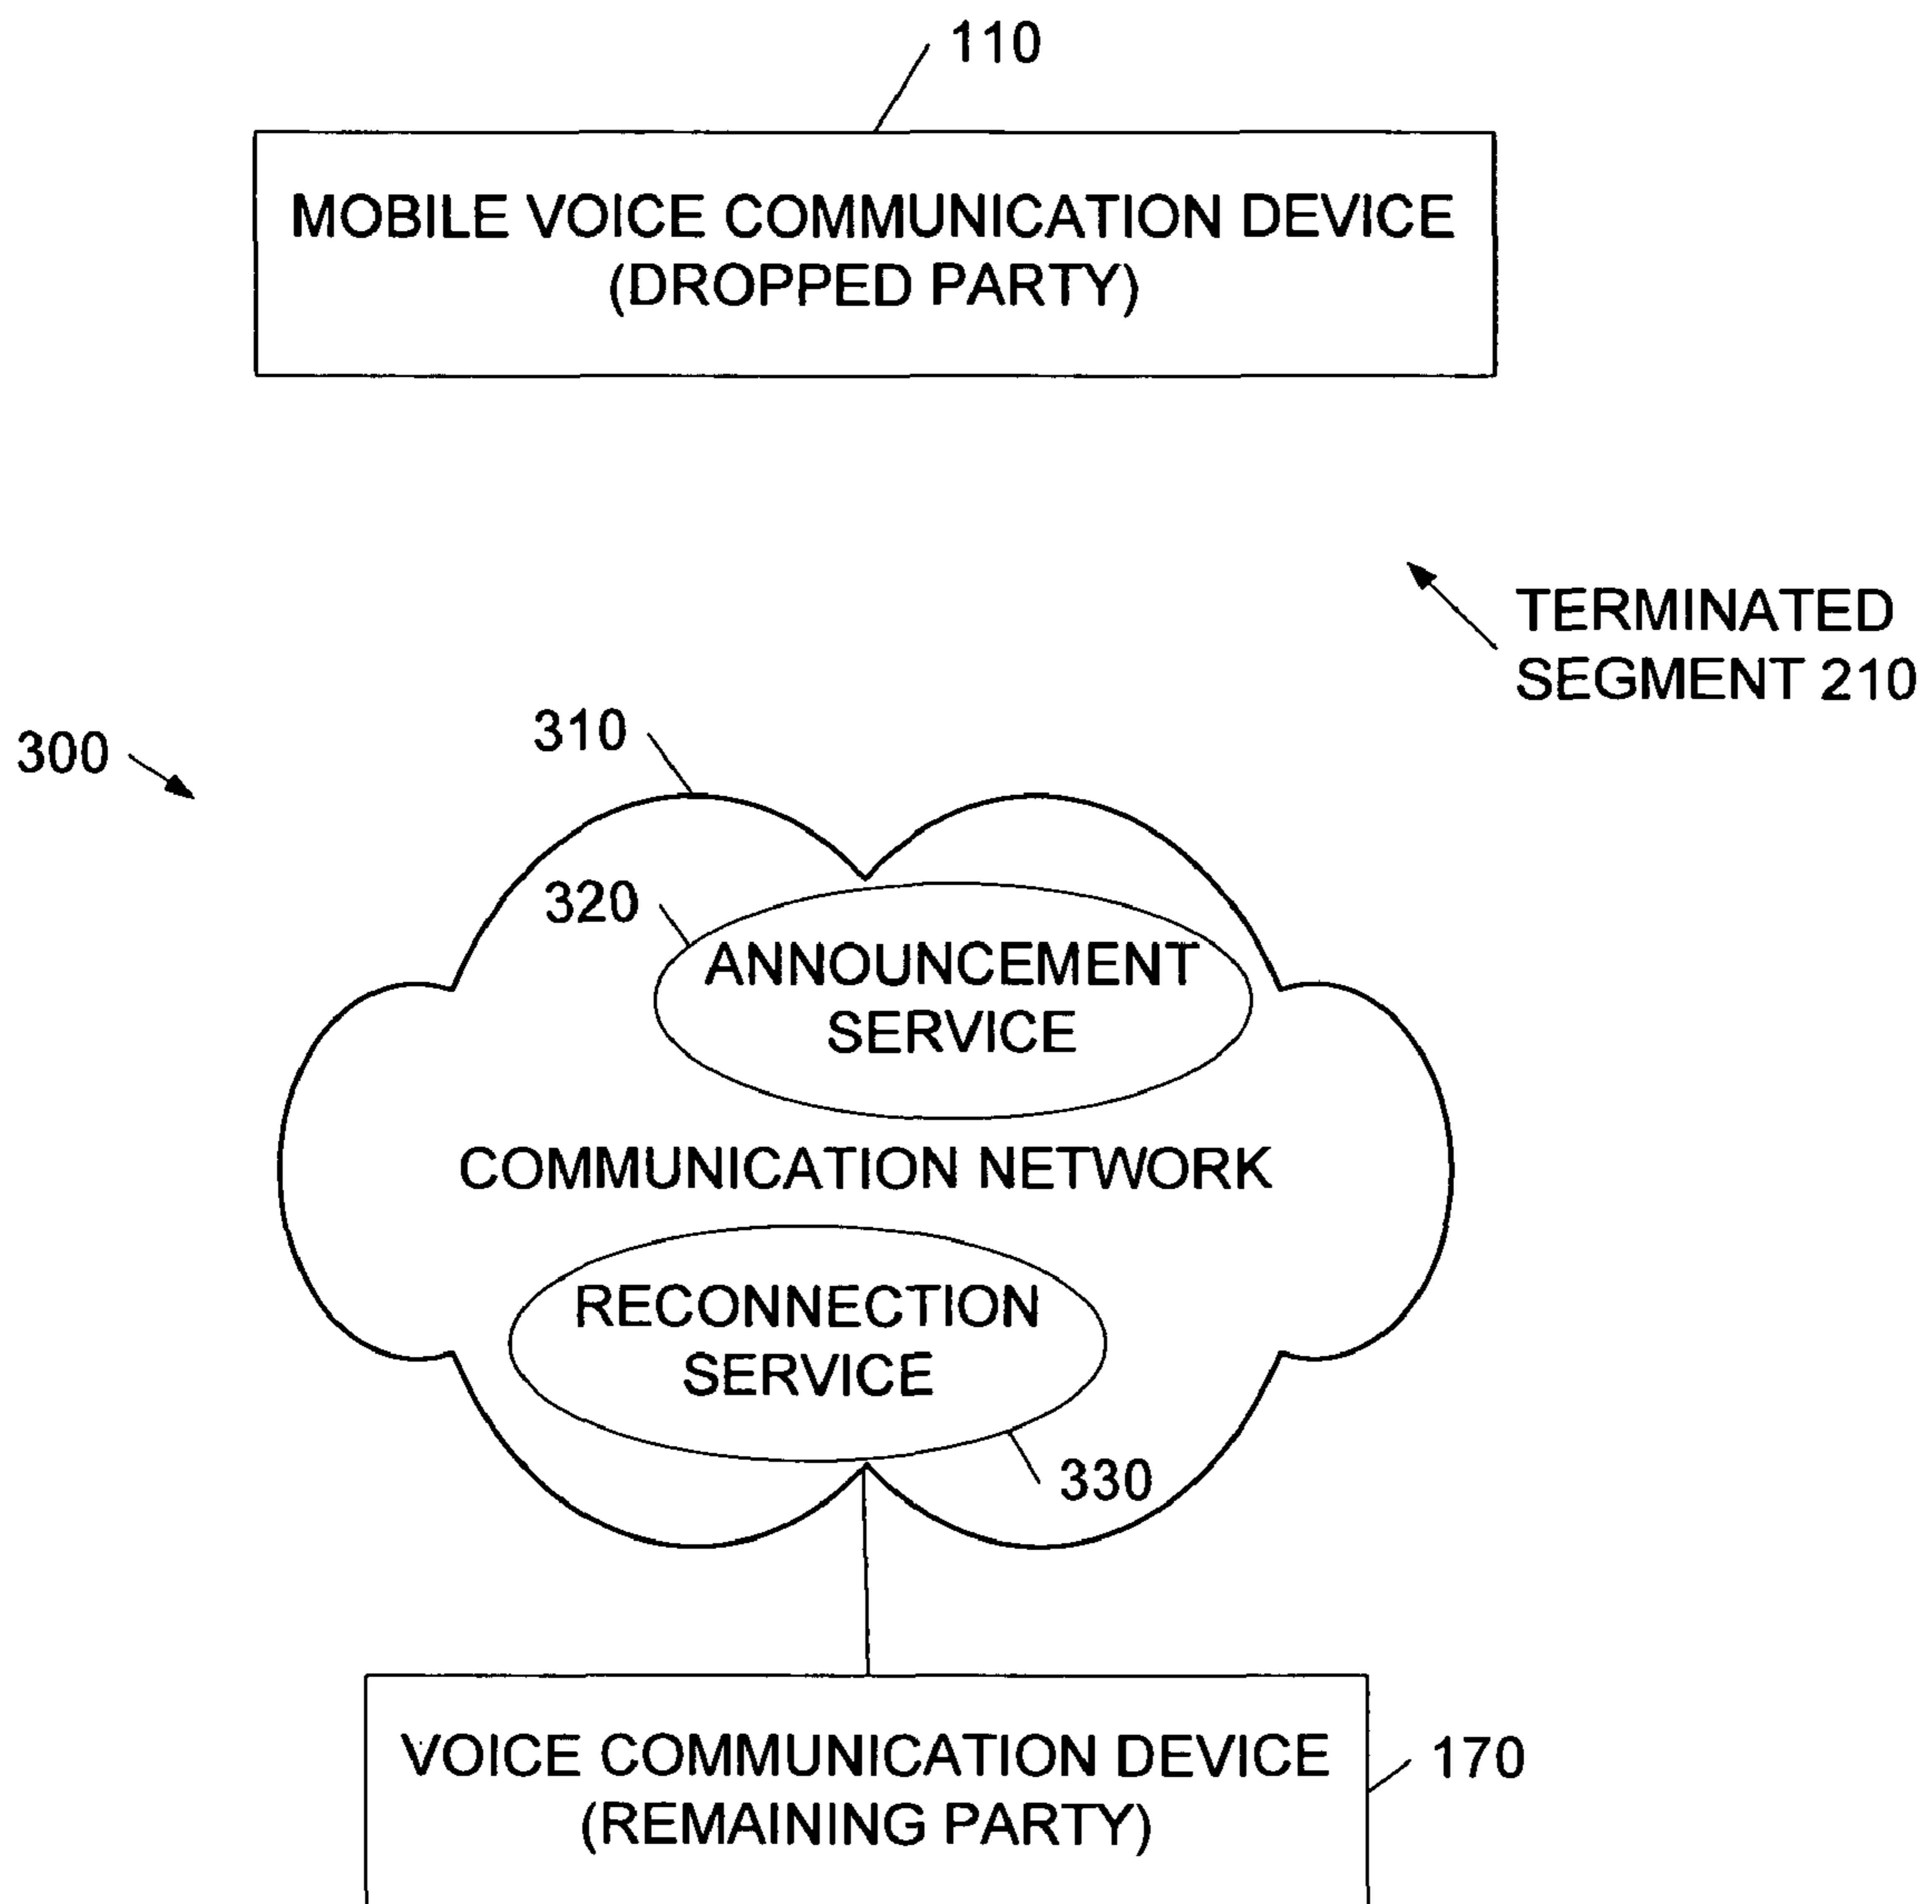 110
MOBILE VOICE COMMUNICATION DEVICE
(DROPPED PARTY)
TERMINATED
SEGMENT 210
300
310
320
ANNOUNCEMENT
SERVICE
COMMUNICATION NETWORK
RECONNECTION
SERVICE
330
VOICE COMMUNICATION DEVICE
(REMAINING PARTY)
170